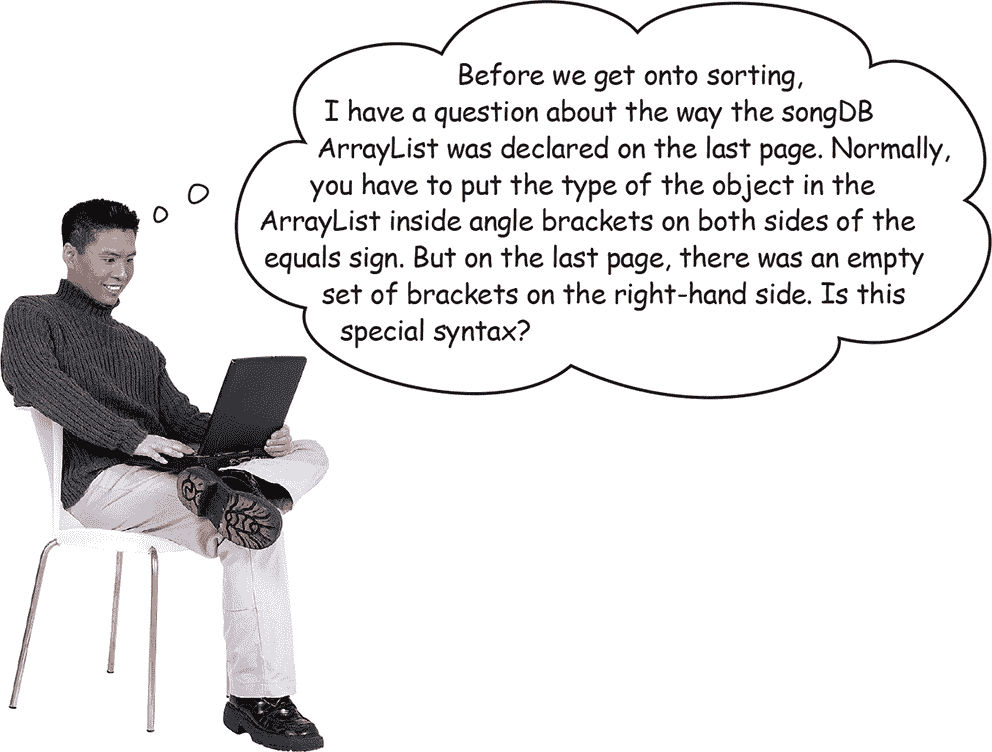 Before we get onto sorting,
I have a question about the way the songDB
ArrayList was declared on the last page. Normally,
you have to put the type of the object in the
ArrayList inside angle brackets on both sides of the
equals sign. But on the last page, there was an empty
set of brackets on the right-hand side. Is this
special syntax?